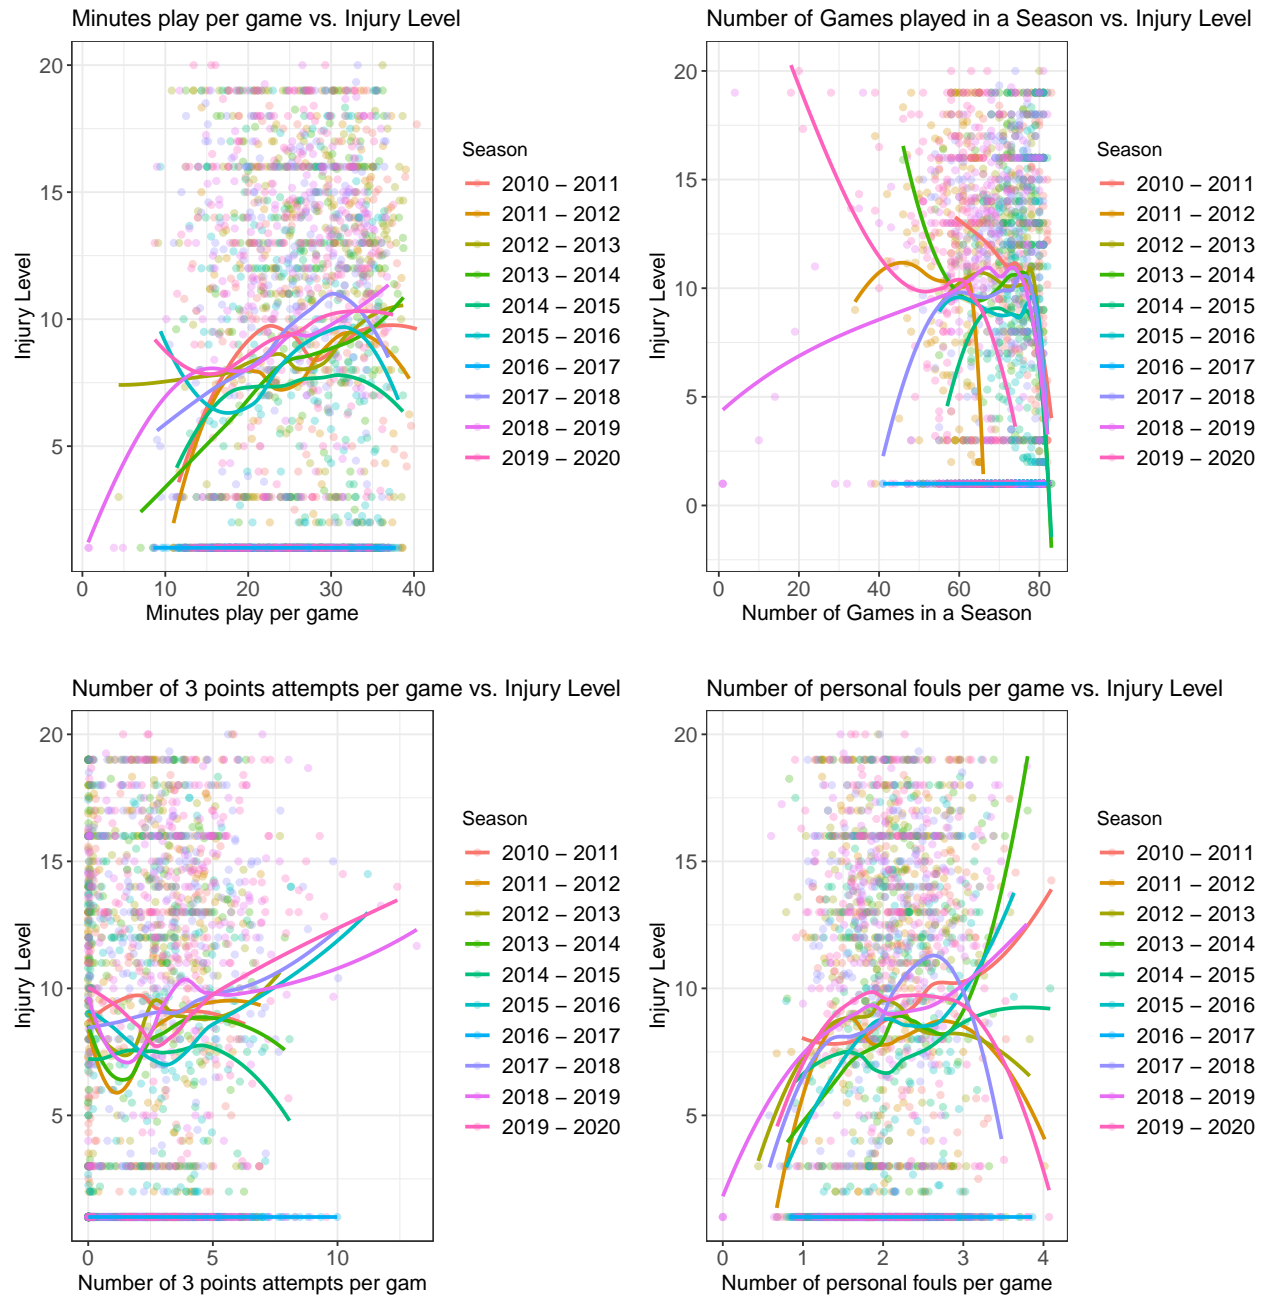 Minutes play per game vs. Injury Level
20
15
10
5
0
10
20
30
40
Injury Level
Minutes play per game
Season
2010 − 2011
2011 − 2012
2012 − 2013
2013 − 2014
2014 − 2015
2015 − 2016
2016 − 2017
2017 − 2018
2018 − 2019
2019 − 2020
Number of Games played in a Season vs. Injury Level
20
15
10
5
0
0
20
40
60
80
Injury Level
Number of Games in a Season
Season
2010 − 2011
2011 − 2012
2012 − 2013
2013 − 2014
2014 − 2015
2015 − 2016
2016 − 2017
2017 − 2018
2018 − 2019
2019 − 2020
Number of 3 points attempts per game vs. Injury Level
20
15
10
5
0
5
10
Injury Level
Number of 3 points attempts per gam
Season
2010 − 2011
2011 − 2012
2012 − 2013
2013 − 2014
2014 − 2015
2015 − 2016
2016 − 2017
2017 − 2018
2018 − 2019
2019 − 2020
Number of personal fouls per game vs. Injury Level
20
15
10
5
0
1
2
3
4
Injury Level
Number of personal fouls per game
Season
2010 − 2011
2011 − 2012
2012 − 2013
2013 − 2014
2014 − 2015
2015 − 2016
2016 − 2017
2017 − 2018
2018 − 2019
2019 − 2020